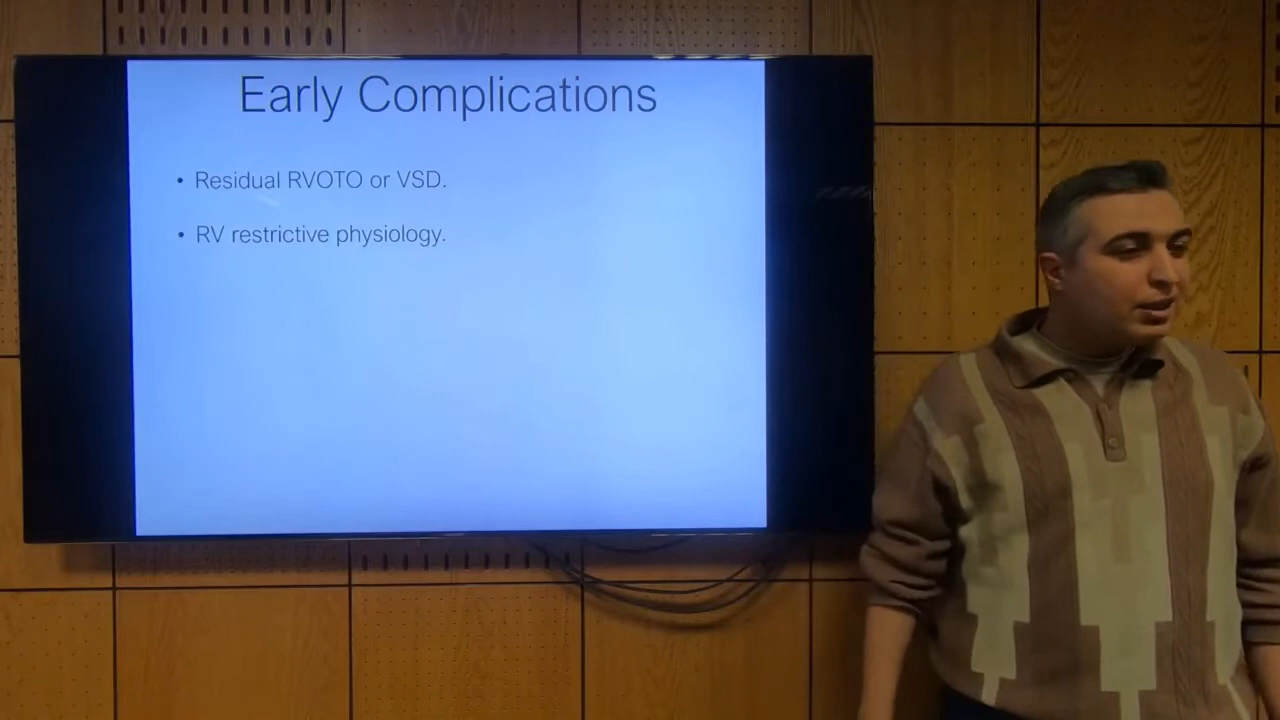 Early Complications
• Residual RVOTO or VSD.
• RV restrictive physiology.